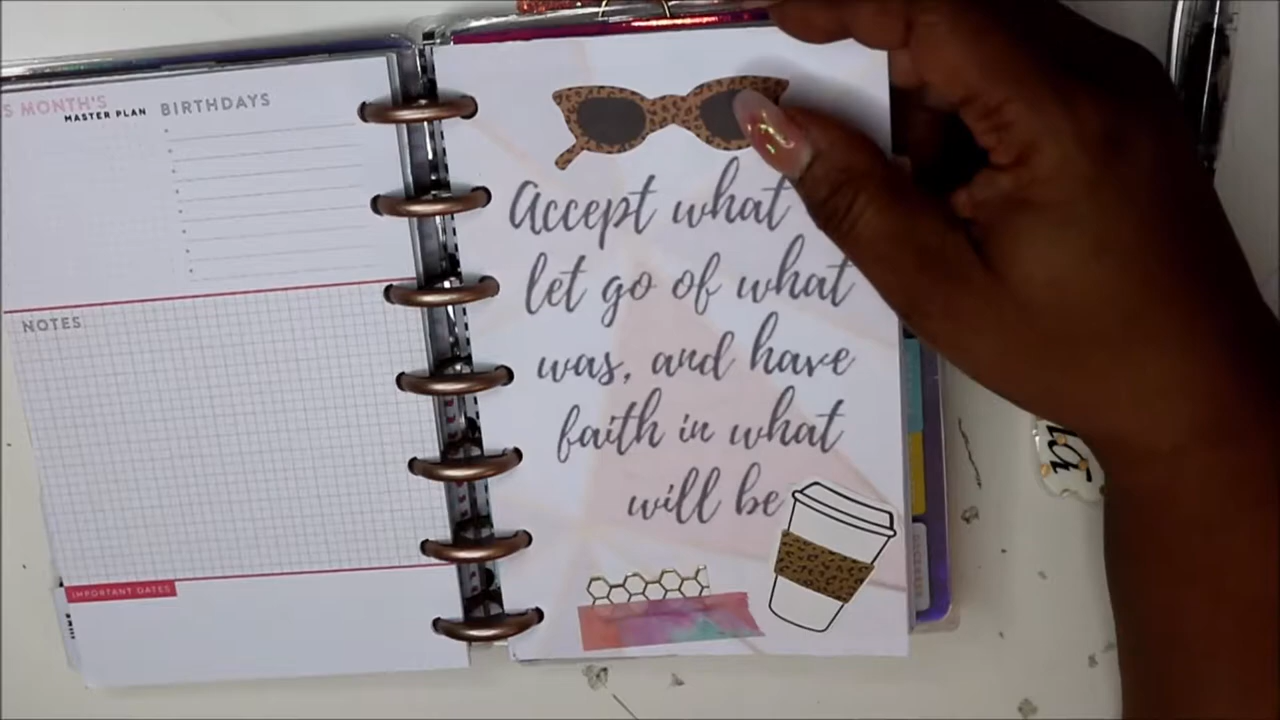 S MONTH'S
MASTER PLAN
BIRTHDAYS
NOTES
IMPORTANT DATES
Accept what
let go of what
was, and have
faith in what
will be